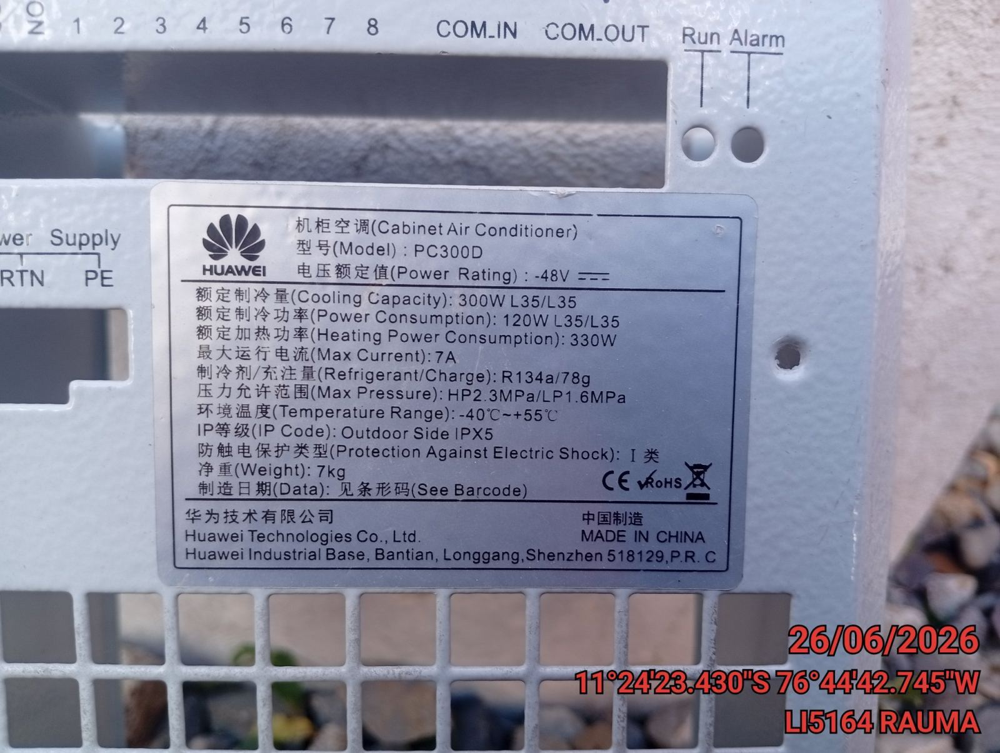 NO 1 2 3 4 5 6 7 8 COM_IN COM_OUT Run Alarm
Supply
RTN PE
HUAWEI
机柜空调(Cabinet Air Conditioner)
型号(Model) : PC300D
电压额定值(Power Rating) : -48V
额定制冷量(Cooling Capacity): 300W L35/L35
额定制冷功率(Power Consumption): 120W L35/L35
额定加热功率(Heating Power Consumption): 330W
最大运行电流(Max Current): 7A
制冷剂/充注量(Refrigerant/Charge): R134a/78g
压力允许范围(Max Pressure): HP2.3MPa/LP1.6MPa
环境温度(Temperature Range): -40℃~+55℃
IP等级(IP Code): Outdoor Side IPX5
防触电保护类型(Protection Against Electric Shock): I 类
净重(Weight): 7kg
制造日期(Data): 见条形码(See Barcode)
CE RoHS
华为技术有限公司
中国制造
Huawei Technologies Co., Ltd.
MADE IN CHINA
Huawei Industrial Base, Bantian, Longgang,Shenzhen 518129,P.R. C
26/06/2026
11°24'23.430"S 76°44'42.745"W
LI5164 RAUMA